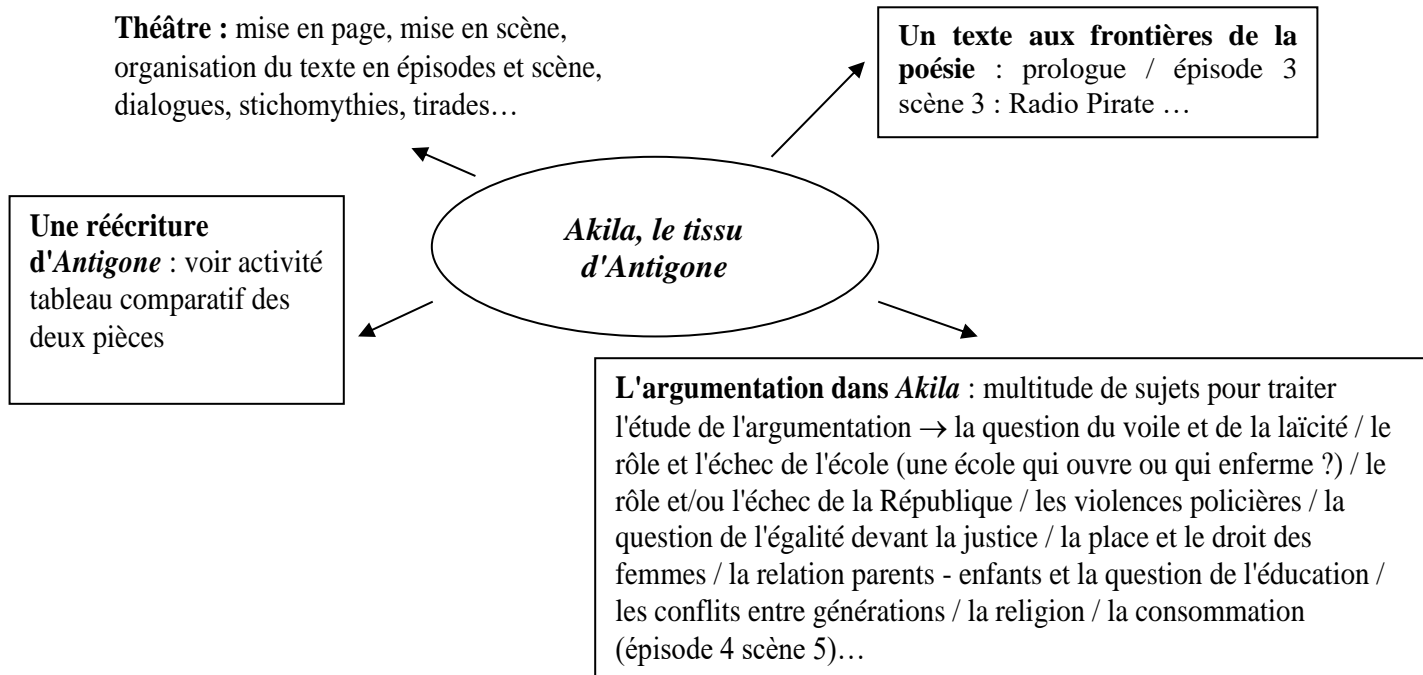 Théâtre : mise en page, mise en scène,
organisation du texte en épisodes et scène,
dialogues, stichomythies, tirades…
Un texte aux frontières de la
poésie : prologue / épisode 3
scène 3 : Radio Pirate …
Une réécriture
d'Antigone : voir activité
tableau comparatif des
deux pièces
Akila, le tissu
d'Antigone
L'argumentation dans Akila : multitude de sujets pour traiter
l'étude de l'argumentation → la question du voile et de la laïcité / le
rôle et l'échec de l'école (une école qui ouvre ou qui enferme ?) / le
rôle et/ou l'échec de la République / les violences policières / la
question de l'égalité devant la justice / la place et le droit des
femmes / la relation parents - enfants et la question de l'éducation /
les conflits entre générations / la religion / la consommation
(épisode 4 scène 5)…